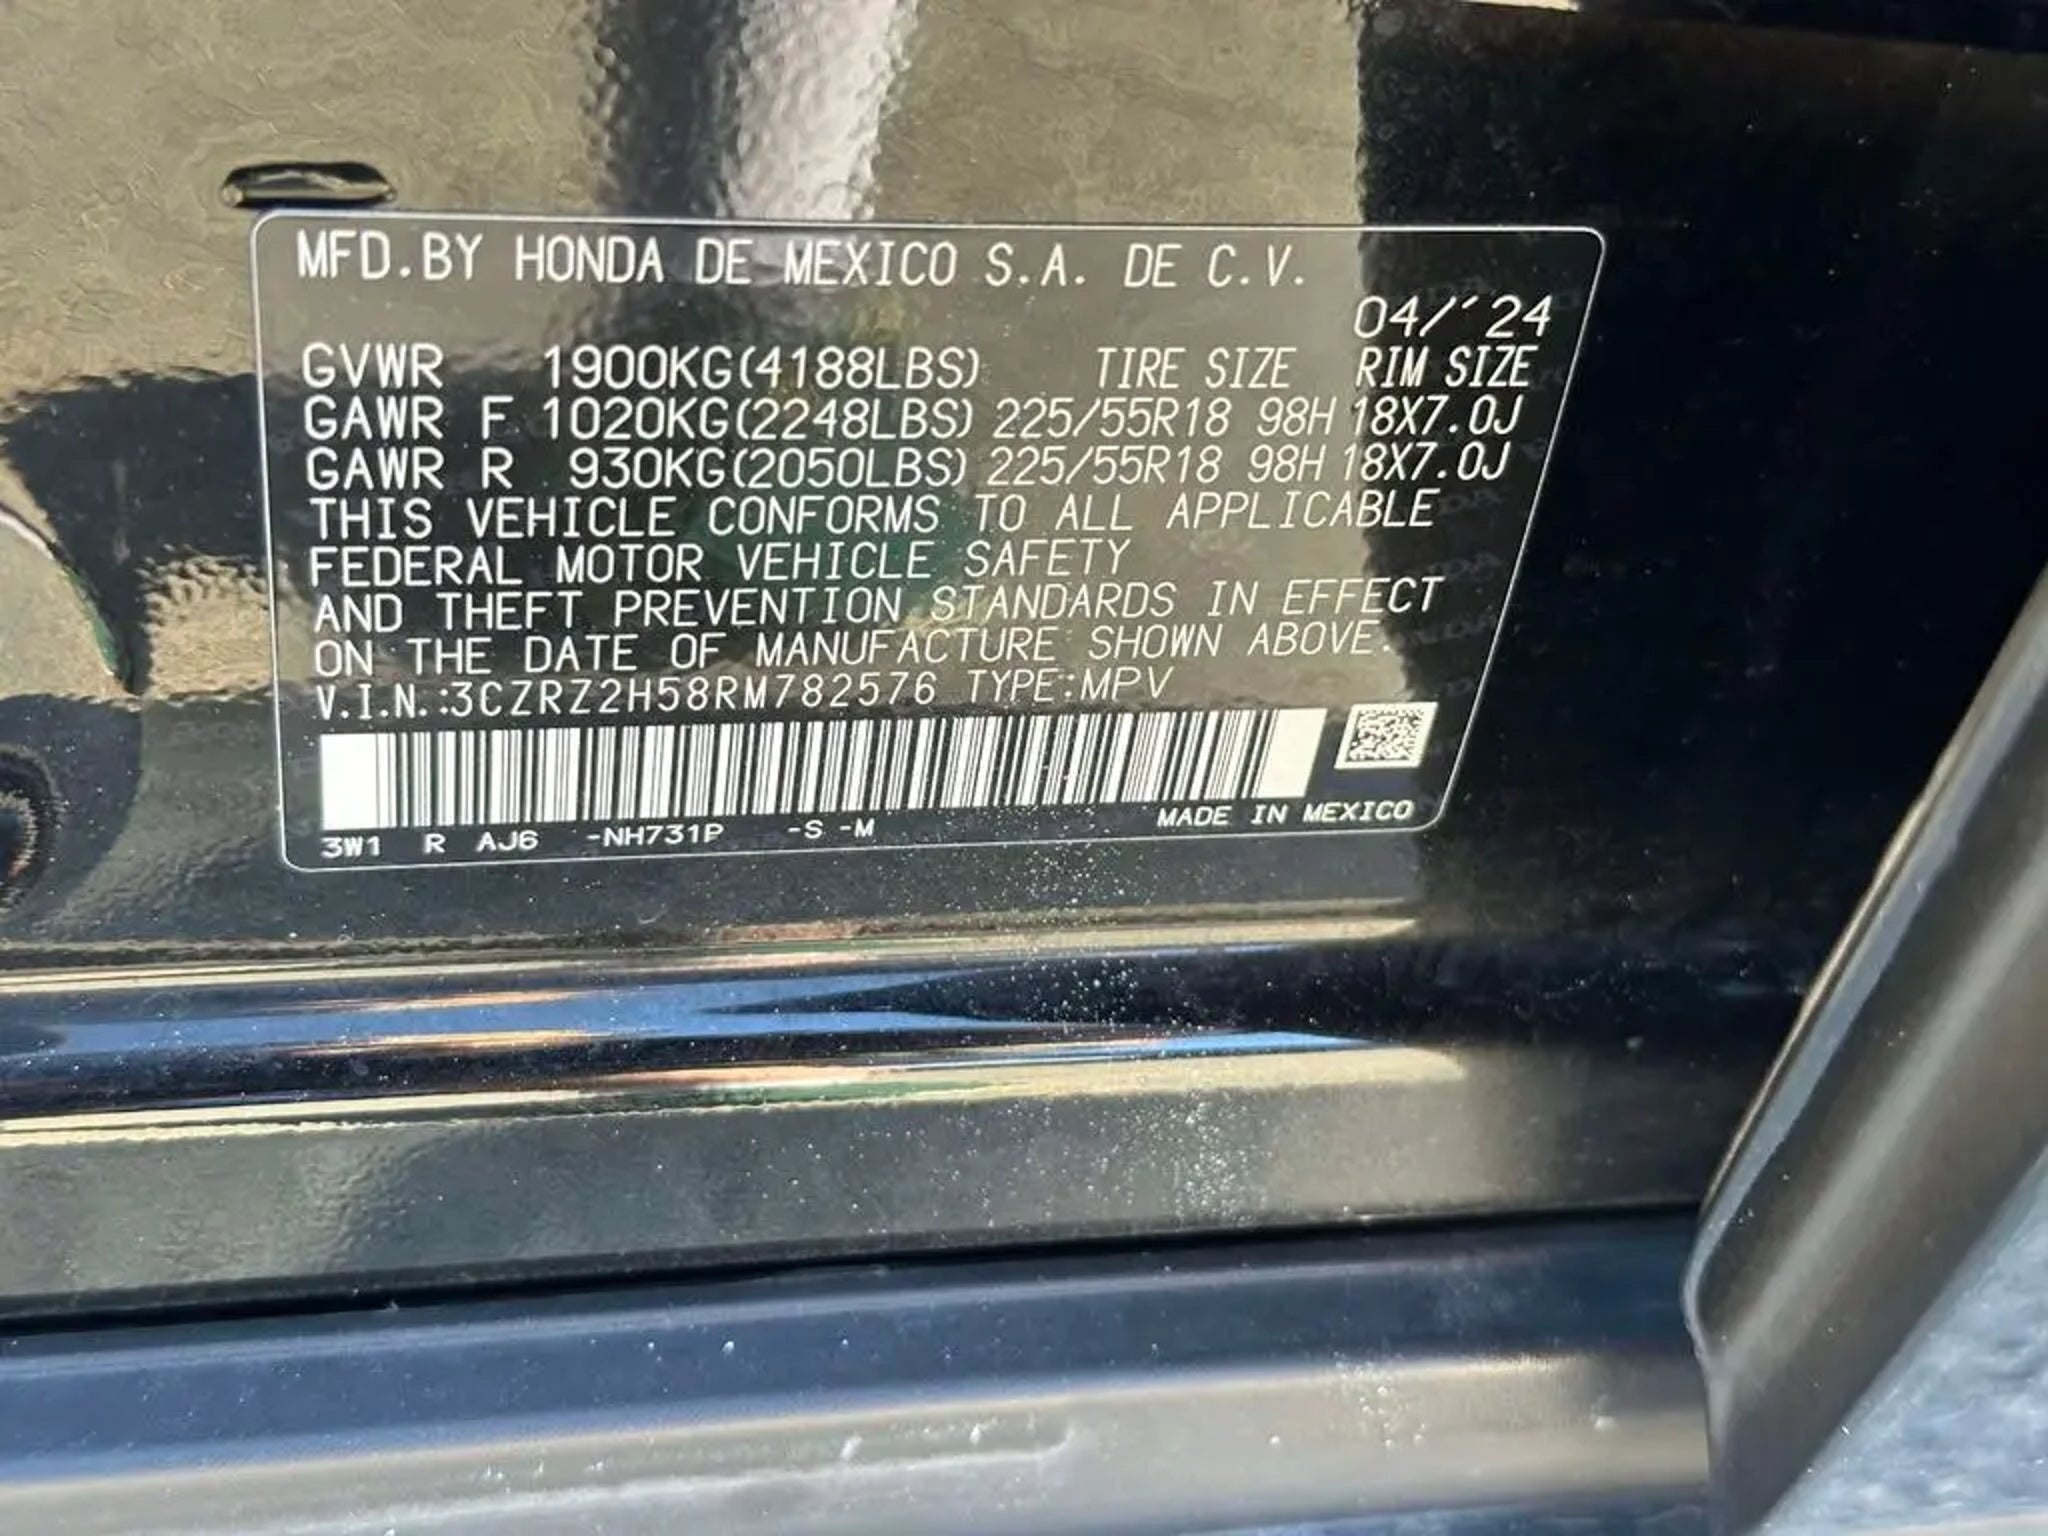 MFD.BY HONDA DE MEXICO S.A. DE C.V.
04/'24
GVWR 1900KG(4188LBS) TIRE SIZE RIM SIZE
GAWR F 1020KG(2248LBS) 225/55R18 98H 18X7.0J
GAWR R 930KG(2050LBS) 225/55R18 98H 18X7.0J
THIS VEHICLE CONFORMS TO ALL APPLICABLE
FEDERAL MOTOR VEHICLE SAFETY
AND THEFT PREVENTION STANDARDS IN EFFECT
ON THE DATE OF MANUFACTURE SHOWN ABOVE.
V.I.N.:3CZRZ2H58RM782576 TYPE:MPV
3W1 R AJ6 -NH731P -S -M MADE IN MEXICO